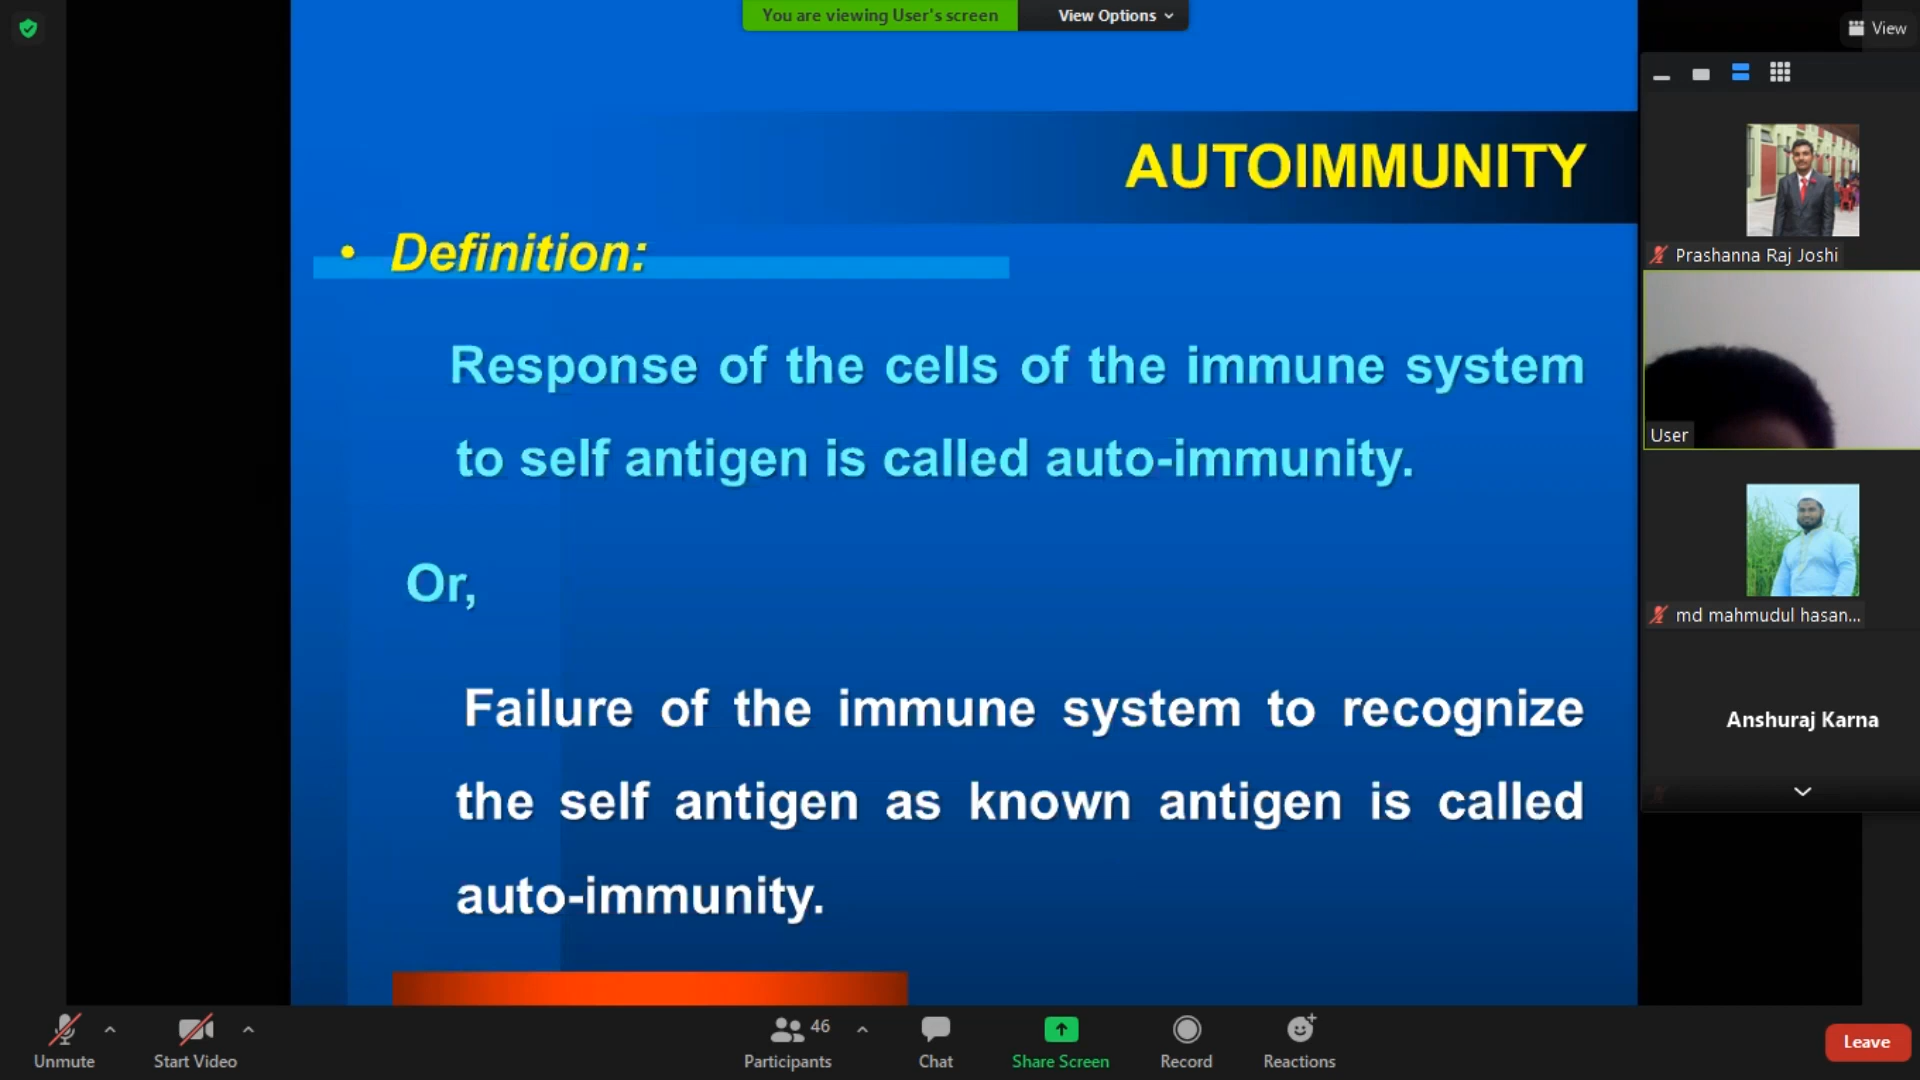 You are viewing User's screen
View Options
View
AUTOIMMUNITY
• Definition:
Response of the cells of the immune system
to self antigen is called auto-immunity.
Or,
Failure of the immune system to recognize
the self antigen as known antigen is called
auto-immunity.
Prashanna Raj Joshi
User
md mahmudul hasan...
Anshuraj Karna
Unmute
Start Video
46
Participants
Chat
Share Screen
Record
Reactions
Leave